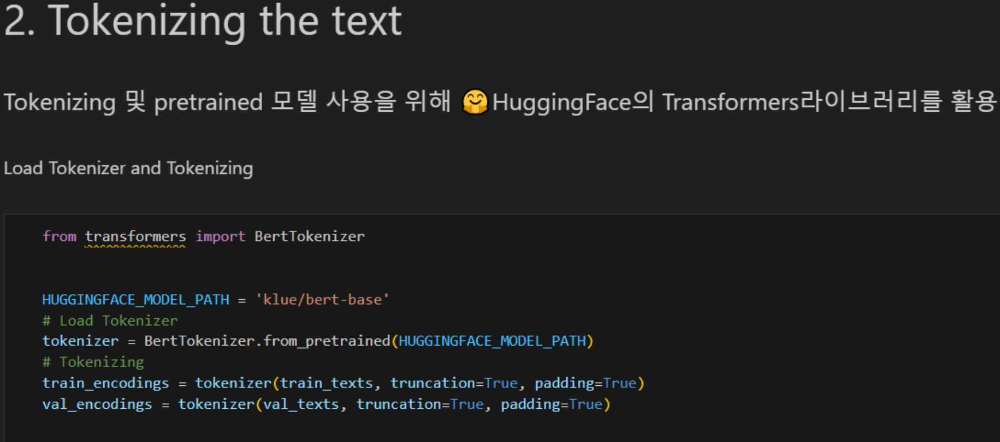 2. Tokenizing the text
Tokenizing 및 pretrained 모델 사용을 위해 🤗HuggingFace의 Transformers라이브러리를 활용
Load Tokenizer and Tokenizing
from transformers import BertTokenizer
HUGGINGFACE_MODEL_PATH = 'klue/bert-base'
# Load Tokenizer
tokenizer = BertTokenizer.from_pretrained(HUGGINGFACE_MODEL_PATH)
# Tokenizing
train_encodings = tokenizer(train_texts, truncation=True, padding=True)
val_encodings = tokenizer(val_texts, truncation=True, padding=True)